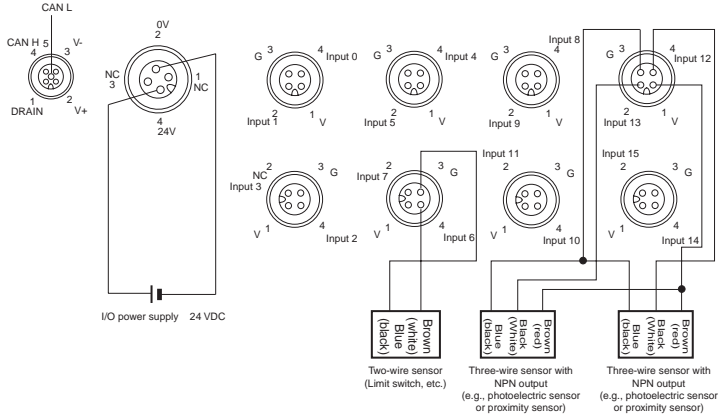 CAN L
CAN H 5
4
3
V-
1
DRAIN
2
V+
0V
2
NC
3
1
NC
4
24V
I/O power supply 24 VDC
G 3
4
Input 0
2
Input 1
1
V
G 3
4
Input 4
2
Input 5
1
V
G 3
4
Input 8
2
Input 9
1
V
G 3
4
Input 12
2
Input 13
1
V
2
NC
Input 3
3
G
V 1
4
Input 2
2
Input 7
3
G
V 1
4
Input 6
Input 11
2
3
G
V 1
4
Input 10
Input 15
2
3
G
V 1
4
Input 14
Brown
(white)
Blue
(black)
Two-wire sensor
(Limit switch, etc.)
Brown
(red)
Black
(White)
Blue
(black)
Three-wire sensor with
NPN output
(e.g., photoelectric sensor
or proximity sensor)
Brown
(red)
Black
(White)
Blue
(black)
Three-wire sensor with
NPN output
(e.g., photoelectric sensor
or proximity sensor)